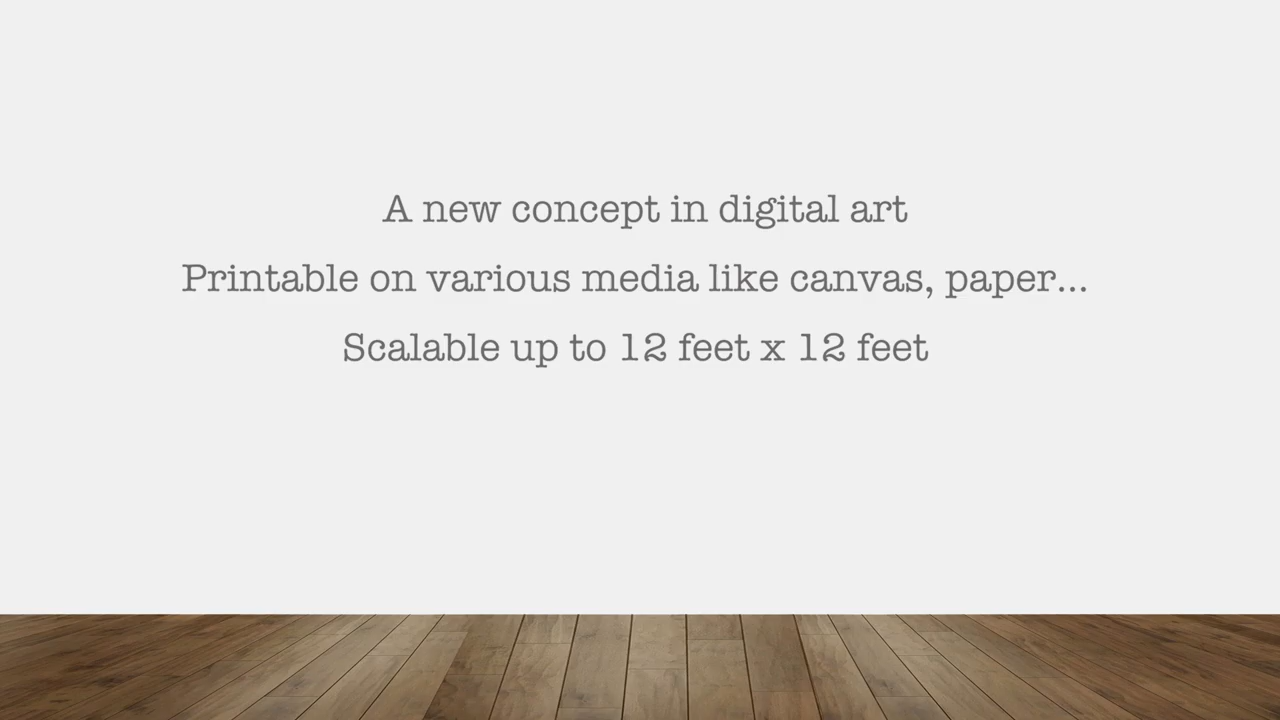 A new concept in digital art
Printable on various media like canvas, paper...
Scalable up to 12 feet x 12 feet